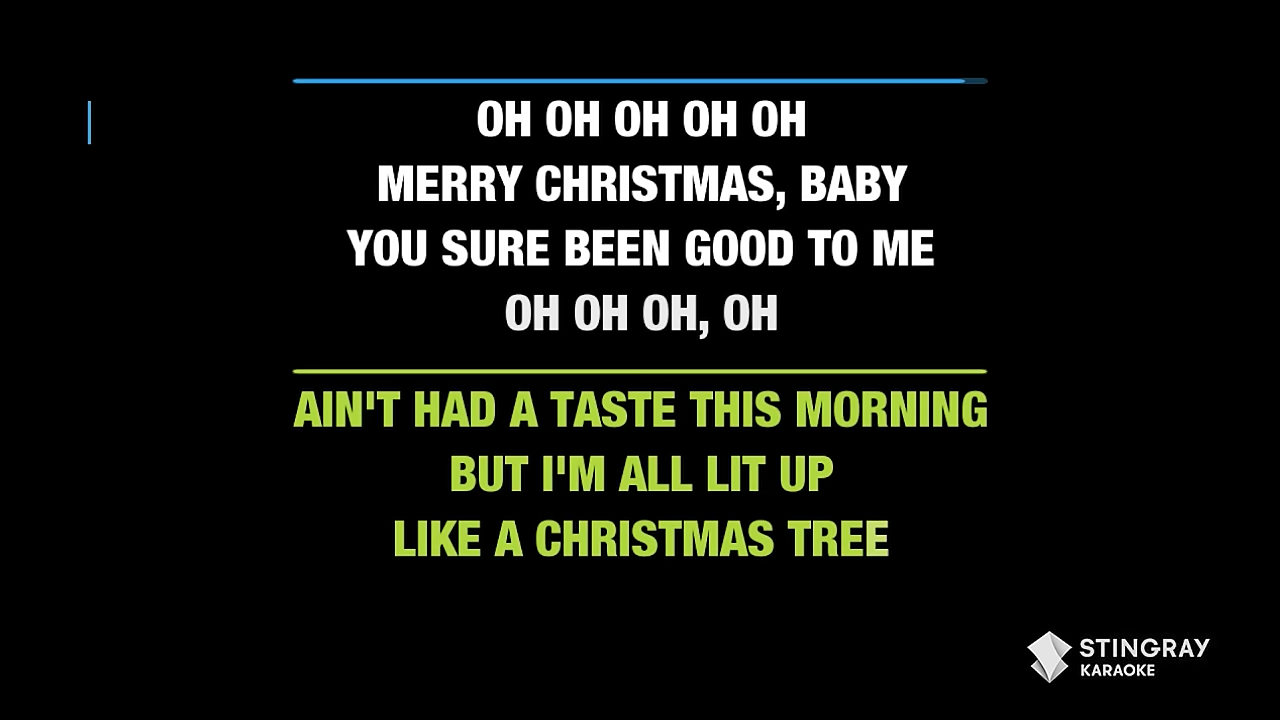 OH OH OH OH OH
MERRY CHRISTMAS, BABY
YOU SURE BEEN GOOD TO ME
OH OH OH, OH
AIN'T HAD A TASTE THIS MORNING
BUT I'M ALL LIT UP
LIKE A CHRISTMAS TREE
STINGRAY
KARAOKE